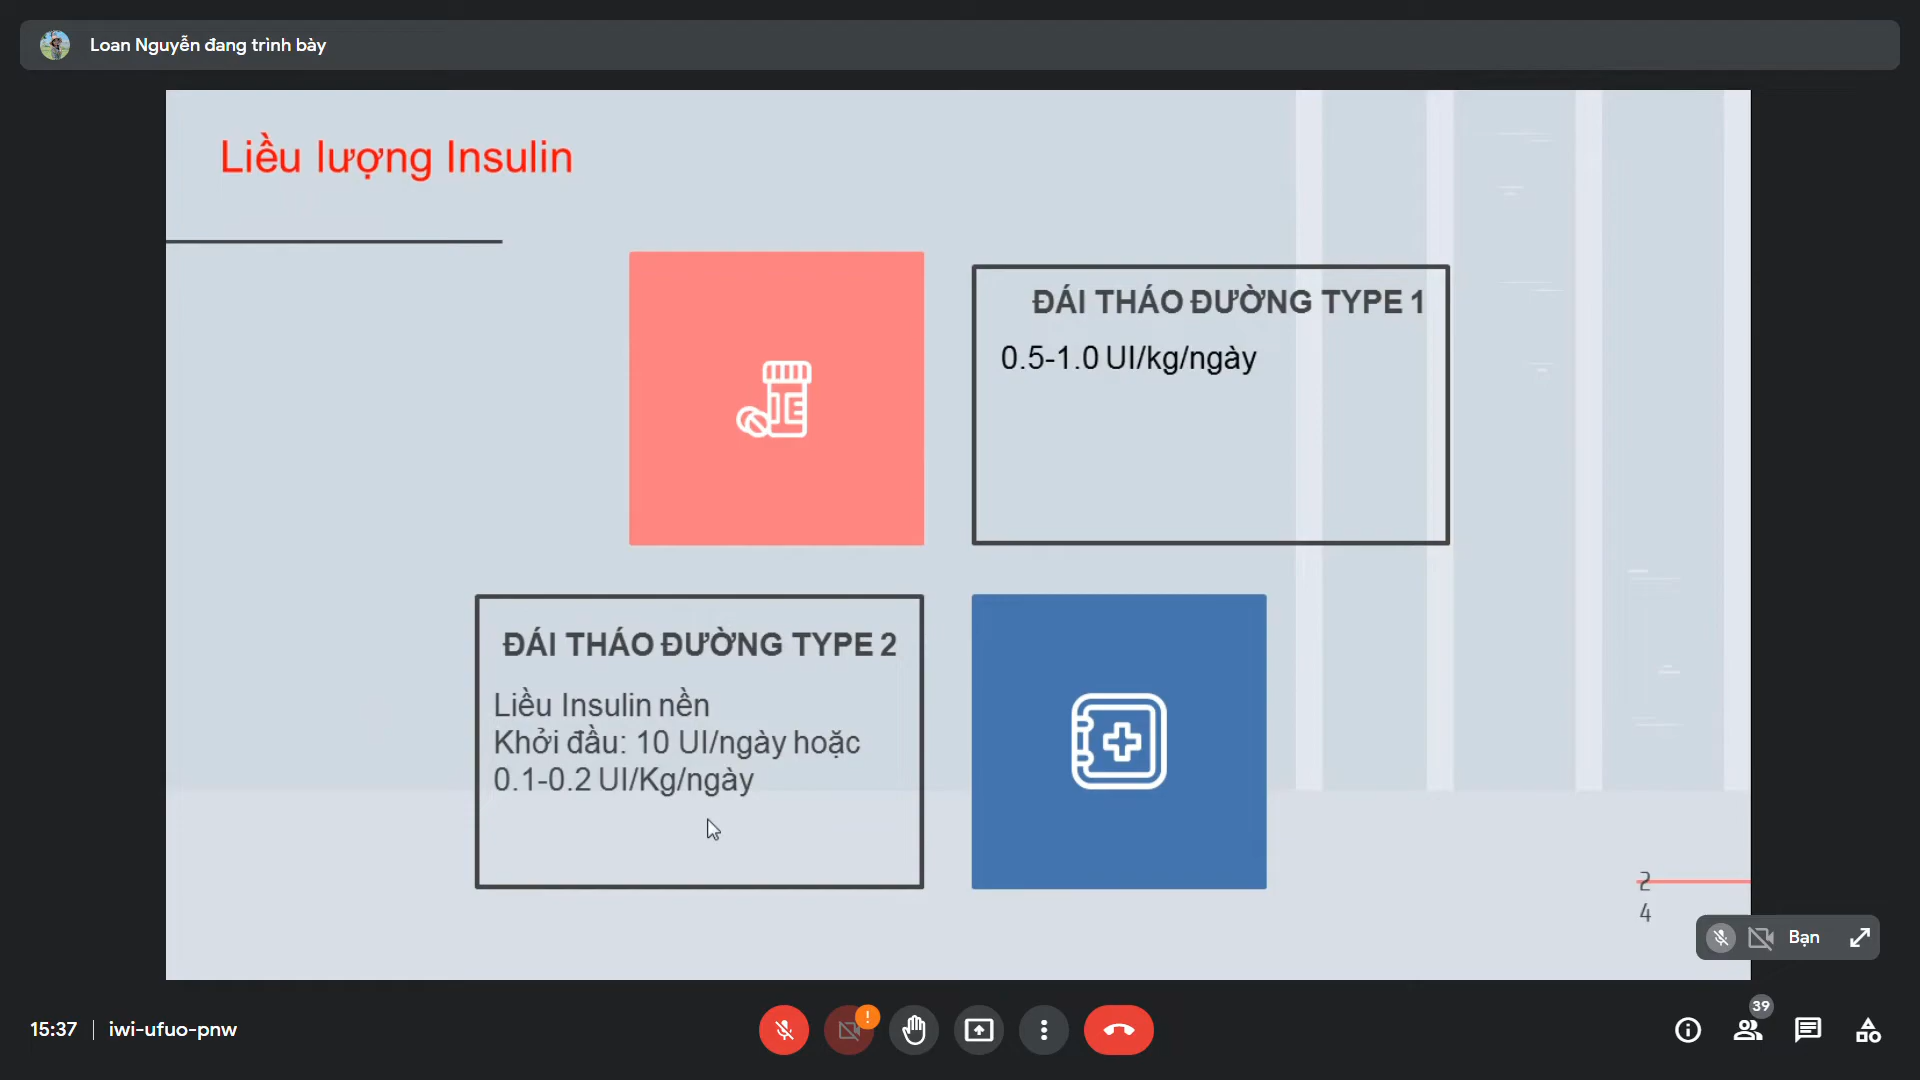 Loan Nguyễn đang trình bày
Liều lượng Insulin
ĐÁI THÁO ĐƯỜNG TYPE 1
0.5-1.0 UI/kg/ngày
ĐÁI THÁO ĐƯỜNG TYPE 2
Liều Insulin nền
Khởi đầu: 10 UI/ngày hoặc
0.1-0.2 UI/Kg/ngày
2
4
Bạn
15:37 | iwi-ufuo-pnw
39